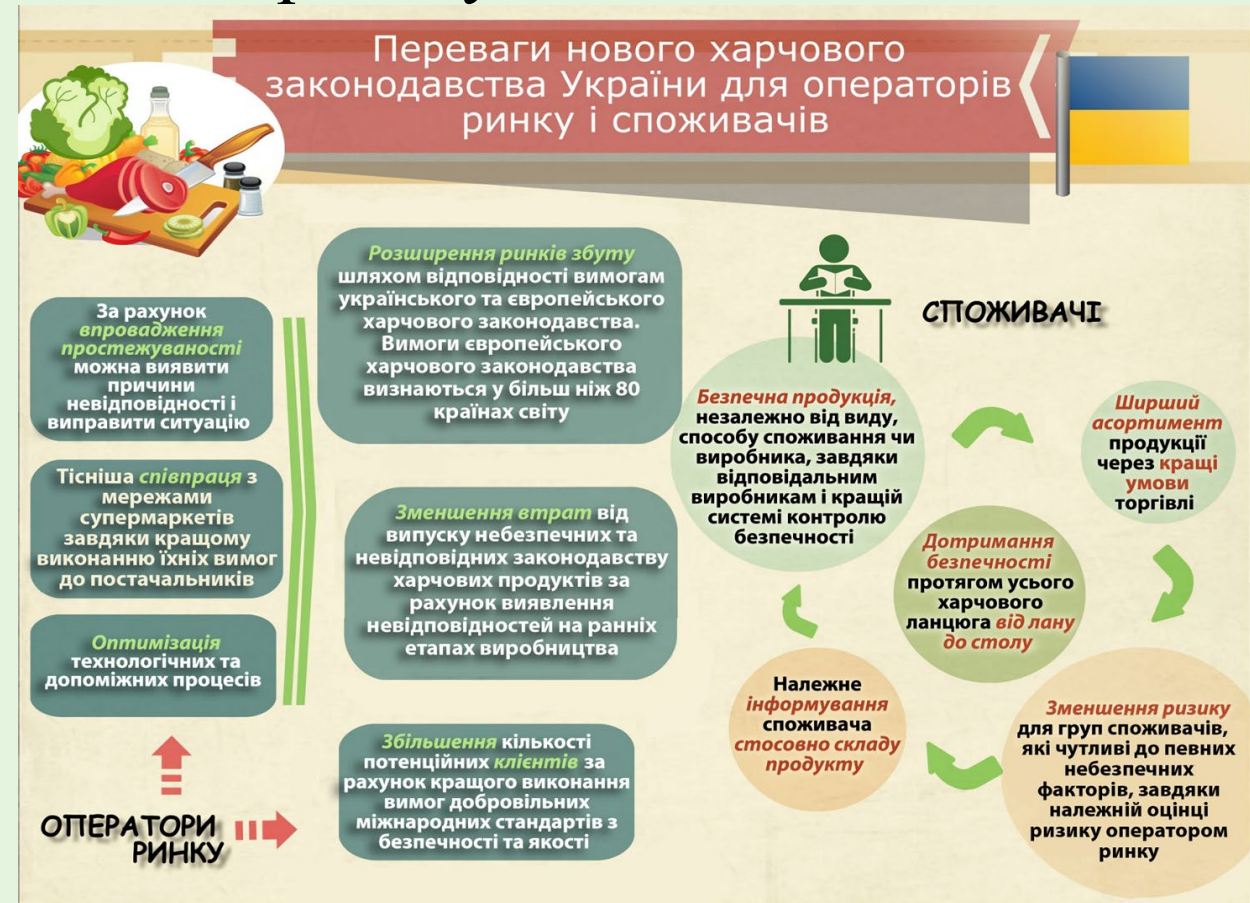 Переваги нового харчового
законодавства України для операторів
ринку і споживачів
За рахунок
впровадження
простежуваності
можна виявити
причини
невідповідності і
виправити ситуацію
Тісніша співпраця з
мережами
супермаркетів
завдяки кращому
виконанню їхніх вимог
до постачальників
Оптимізація
технологічних та
допоміжних процесів
ОПЕРАТОРИ
РИНКУ
Розширення ринків збуту
шляхом відповідності вимогам
українського та європейського
харчового законодавства.
Вимоги європейського
харчового законодавства
визнаються у більш ніж 80
країнах світу
Зменшення втрат від
випуску небезпечних та
невідповідних законодавству
харчових продуктів за
рахунок виявлення
невідповідностей на ранніх
етапах виробництва
Збільшення кількості
потенційних клієнтів за
рахунок кращого виконання
вимог добровільних
міжнародних стандартів з
безпечності та якості
СПОЖИВАЧІ
Безпечна продукція,
незалежно від виду,
способу споживання чи
виробника, завдяки
відповідальним
виробникам і кращій
системі контролю
безпечності
Ширший
асортимент
продукції
через кращі
умови
торгівлі
Дотримання
безпечності
протягом усього
харчового
ланцюга від лану
до столу
Зменшення ризику
для груп споживачів,
які чутливі до певних
небезпечних
факторів, завдяки
належній оцінці
ризику оператором
ринку
Належне
інформування
споживача
стосовно складу
продукту